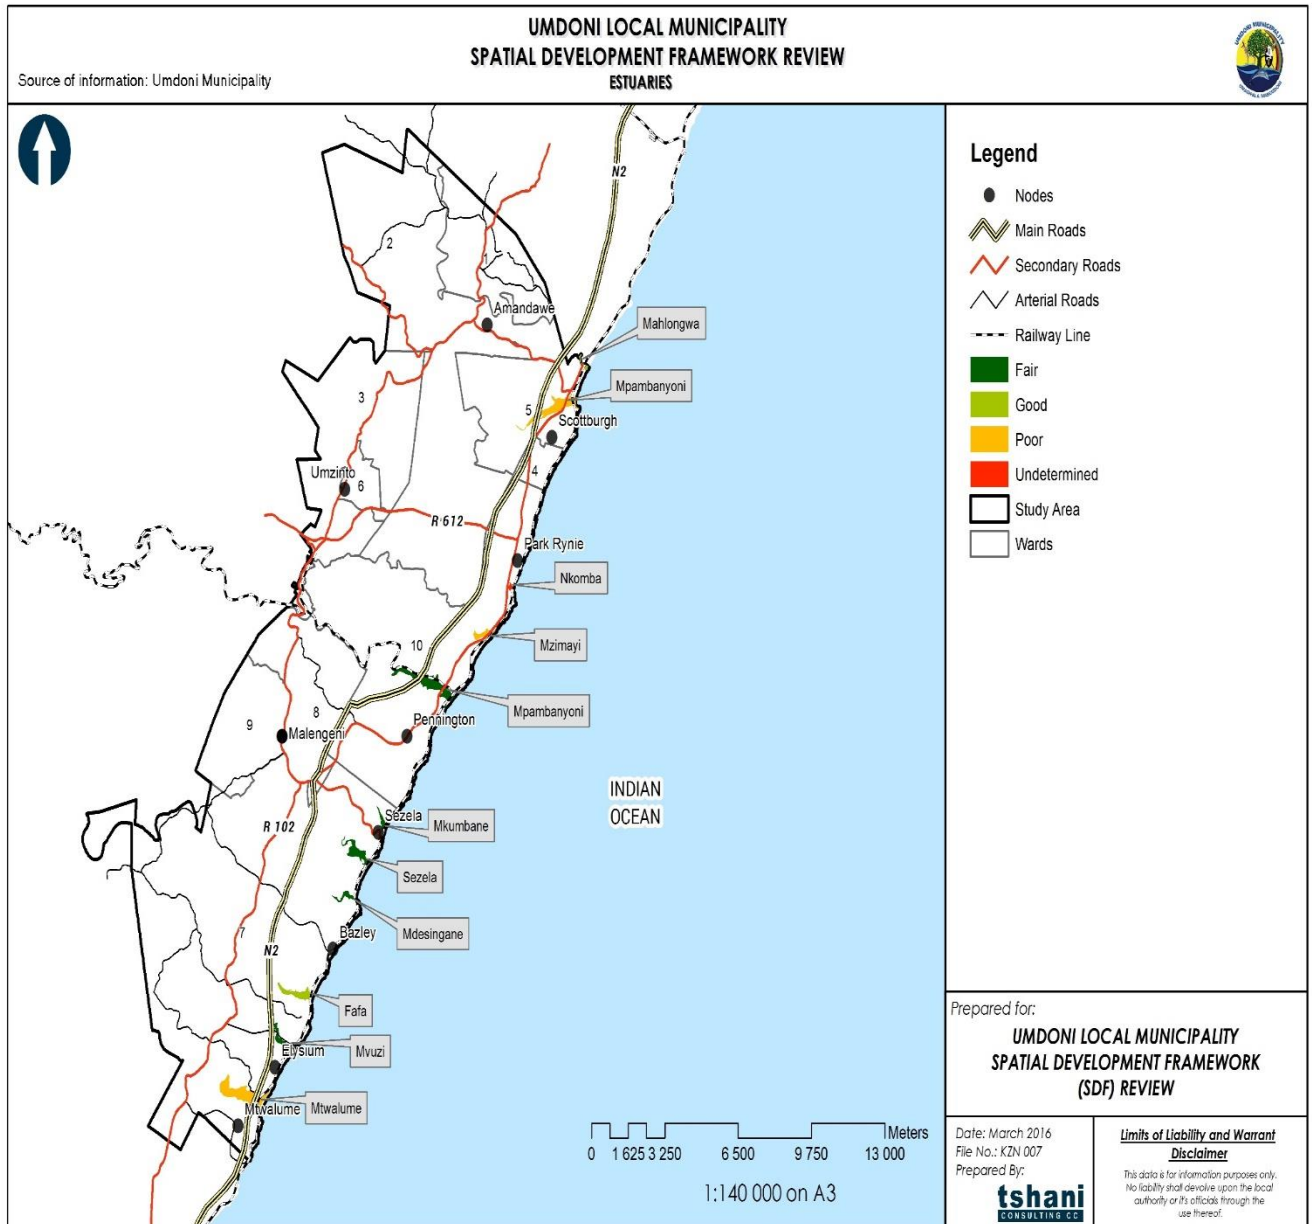 UMDONI LOCAL MUNICIPALITY
SPATIAL DEVELOPMENT FRAMEWORK REVIEW
ESTUARIES
Source of information: Umdoni Municipality
N2
2
1
Amandawe
Mahlongwa
Mpambanyoni
3
5
Scottburgh
4
Umzinto
6
R 612
Park Rynie
Nkomba
10
Mzimayi
Mpambanyoni
9
8
Malengeni
Pennington
INDIAN
OCEAN
R 102
Sezela
Mkumbane
Sezela
Mdesingane
7
N2
Bazley
Fafa
Mvuzi
Elysium
Mtwalume
Mtwalume
Meters
0 1 625 3 250 6 500 9 750 13 000
1:140 000 on A3
Legend
Nodes
Main Roads
Secondary Roads
Arterial Roads
Railway Line
Fair
Good
Poor
Undetermined
Study Area
Wards
Prepared for:
UMDONI LOCAL MUNICIPALITY
SPATIAL DEVELOPMENT FRAMEWORK
(SDF) REVIEW
Date: March 2016
File No.: KZN 007
Prepared By:
tshani
CONSULTING CC
Limits of Liability and Warrant
Disclaimer
This data is for information purposes only.
No liability shall devolve upon the local
authority or it's officials through the
use thereof.